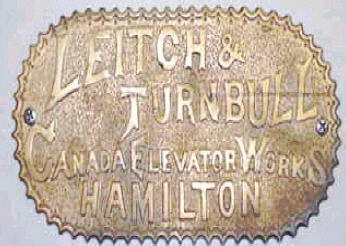 LEITCH &
TURNBULL
CANADA ELEVATOR WORKS
HAMILTON